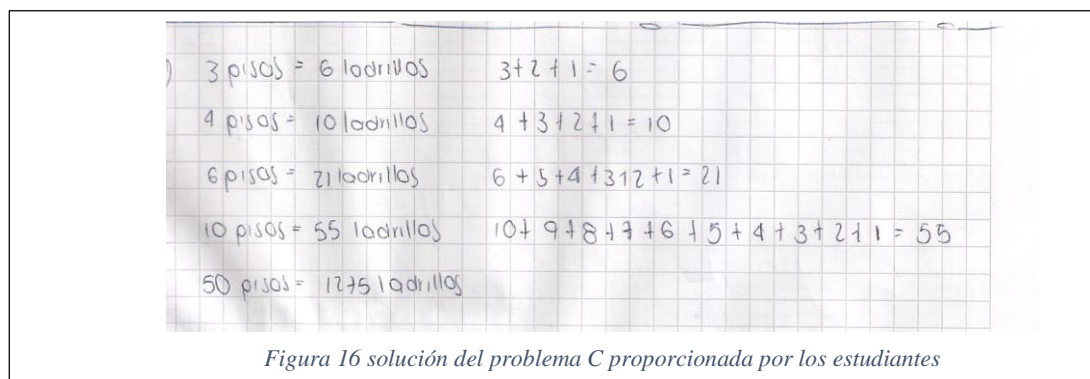 3 pisos = 6 ladrillos 3+2+1= 6
4 pisos = 10 ladrillos 4+3+2+1=10
6 pisos = 21 ladrillos 6+5+4+3+2+1=21
10 pisos = 55 ladrillos 10+9+8+7+6+5+4+3+2+1=55
50 pisos = 1275 ladrillos
Figura 16 solución del problema C proporcionada por los estudiantes